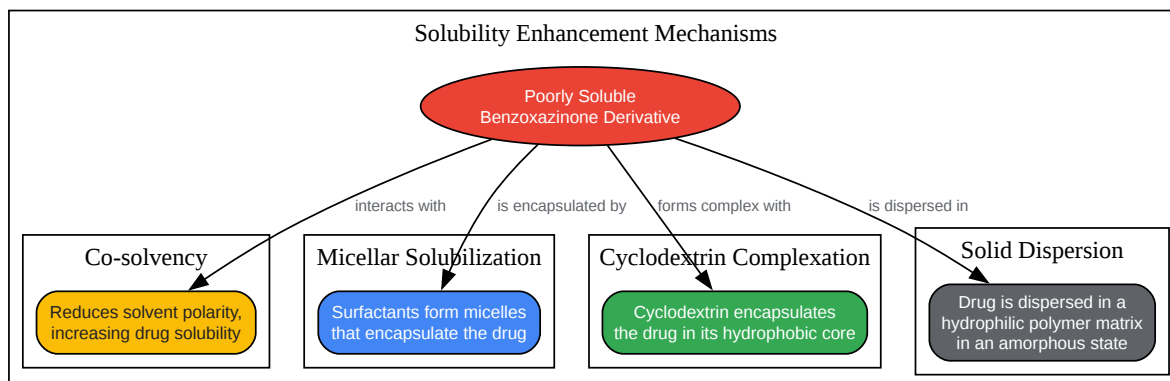 Solubility Enhancement Mechanisms
Poorly Soluble
Benzoxazinone Derivative
interacts with
is encapsulated by
forms complex with
is dispersed in
Co-solvency
Reduces solvent polarity,
increasing drug solubility
Micellar Solubilization
Surfactants form micelles
that encapsulate the drug
Cyclodextrin Complexation
Cyclodextrin encapsulates
the drug in its hydrophobic core
Solid Dispersion
Drug is dispersed in a
hydrophilic polymer matrix
in an amorphous state